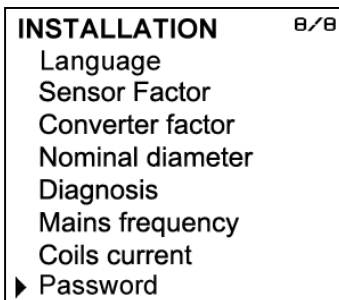 INSTALLATION 8/8
Language
Sensor Factor
Converter factor
Nominal diameter
Diagnosis
Mains frequency
Coils current
Password